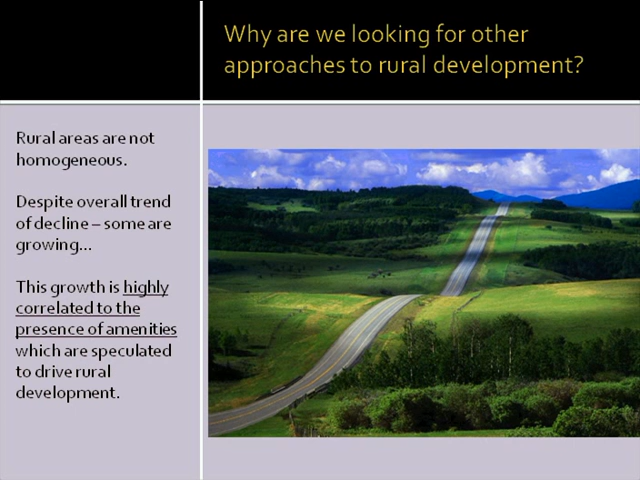 Why are we looking for other
approaches to rural development?
Rural areas are not
homogeneous.
Despite overall trend
of decline – some are
growing...
This growth is highly
correlated to the
presence of amenities
which are speculated
to drive rural
development.